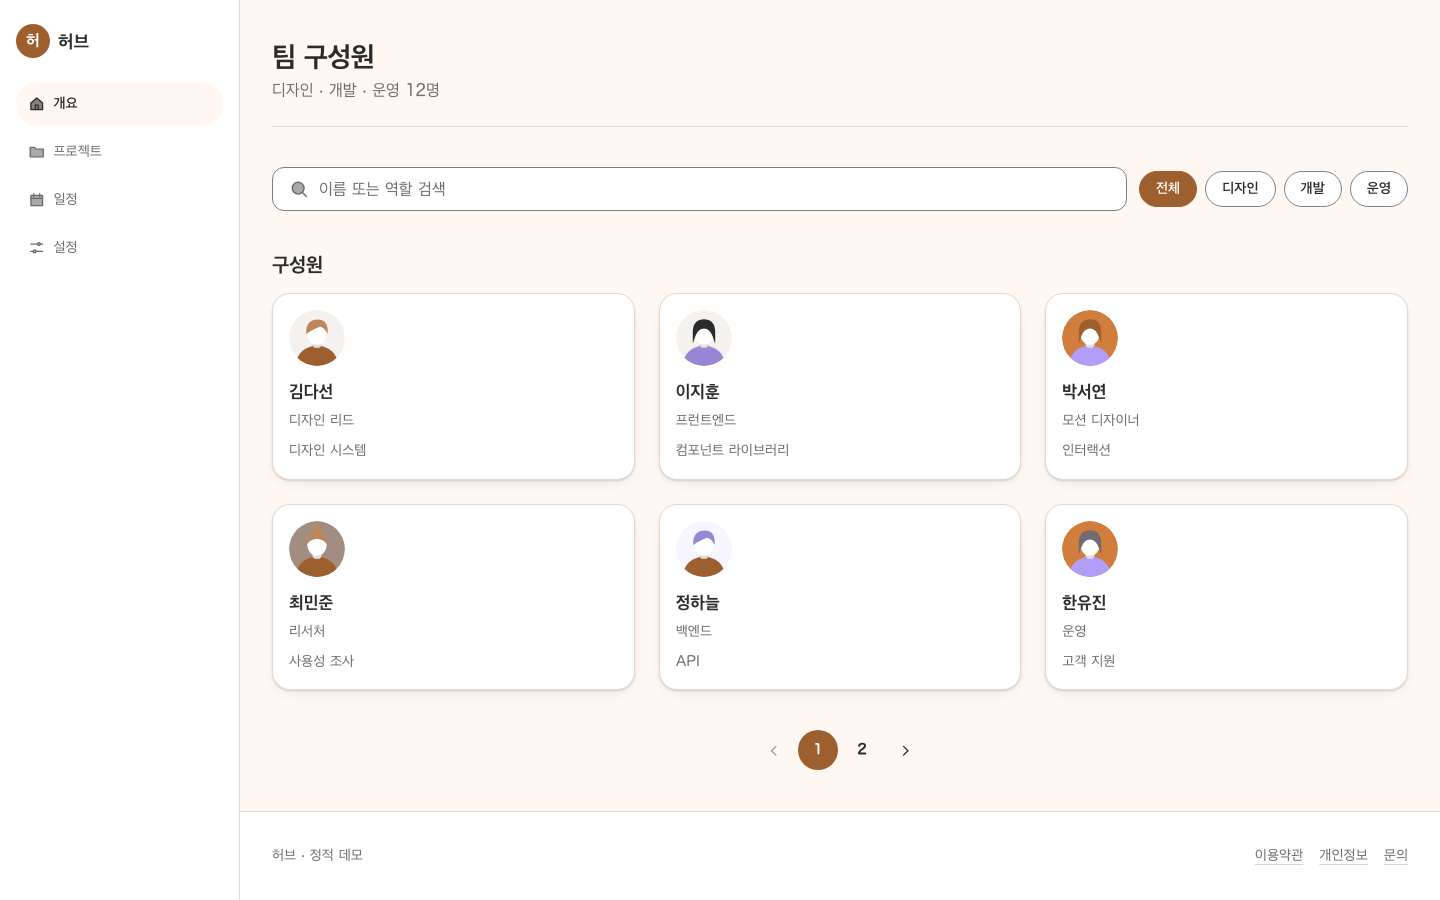 허 허브
개요
프로젝트
일정
설정
팀 구성원
디자인 · 개발 · 운영 12명
이름 또는 역할 검색
전체 디자인 개발 운영
구성원
김다선
디자인 리드
디자인 시스템
이지훈
프런트엔드
컴포넌트 라이브러리
박서연
모션 디자이너
인터랙션
최민준
리서처
사용성 조사
정하늘
백엔드
API
한유진
운영
고객 지원
1 2
허브 · 정적 데모
이용약관 개인정보 문의